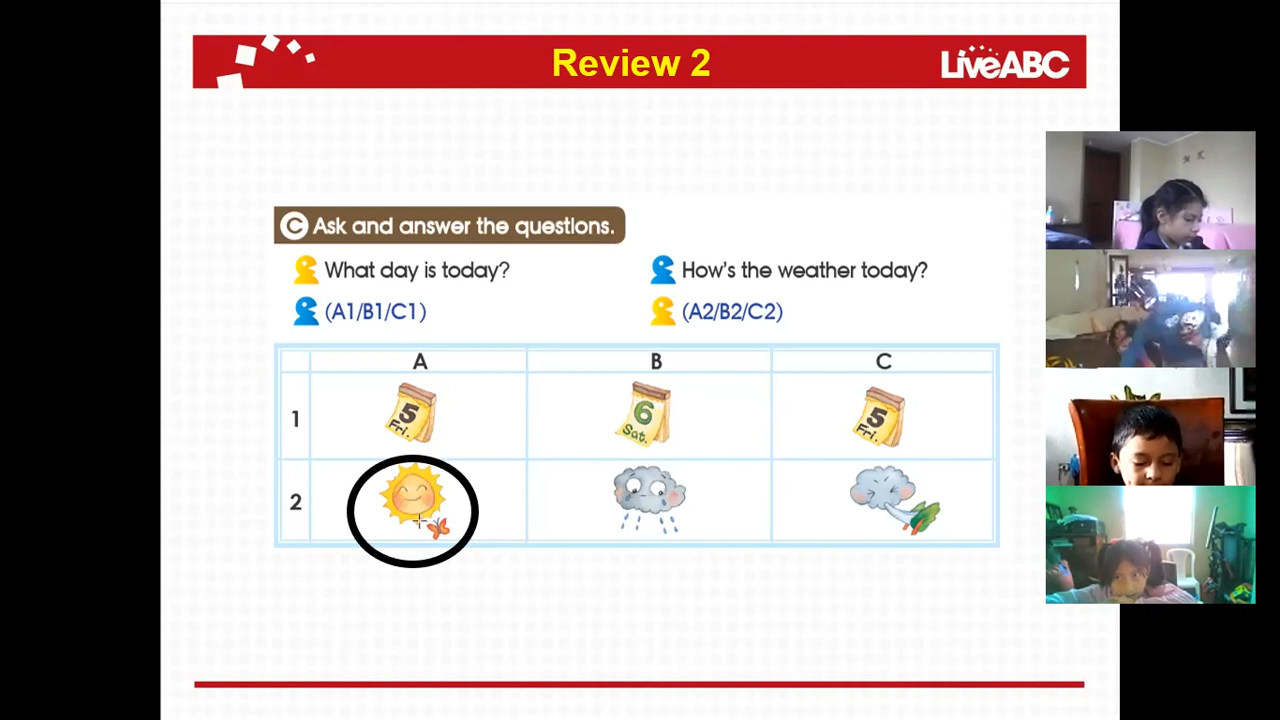 Review 2
LiveABC
C Ask and answer the questions.
What day is today?
How's the weather today?
(A1/B1/C1)
(A2/B2/C2)
A B C
1
5 Fri.
6 Sat.
5 Fri.
2